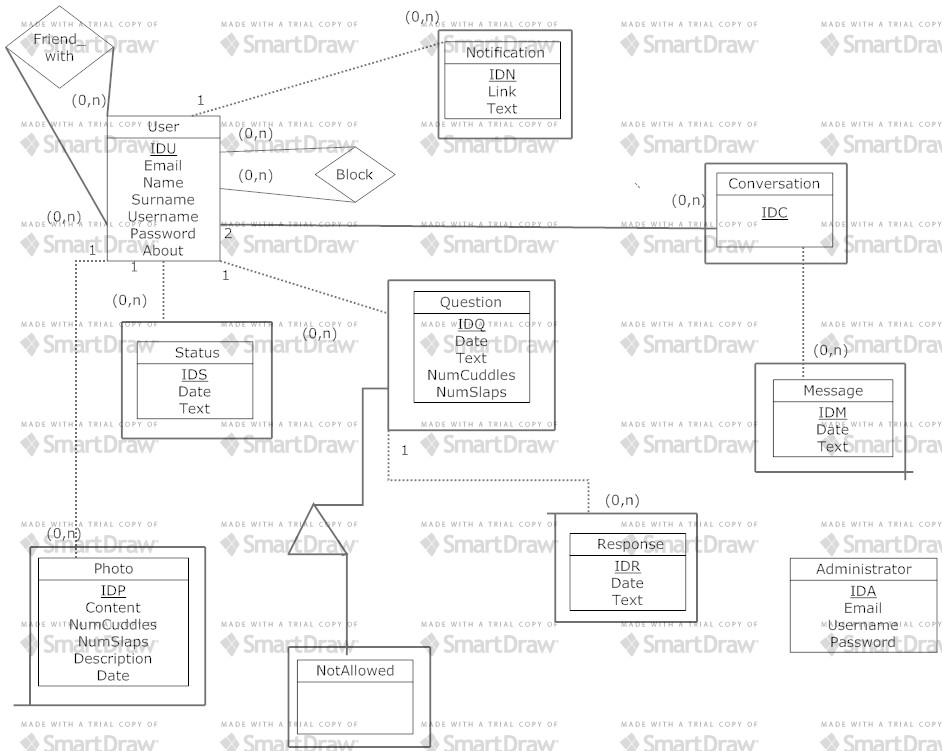 MADE WITH A TRIAL COPY OF
SmartDraw
Friend_
with
(0,n)
(0,n)
1
(0,n)
Notification
IDN
Link
Text
User
IDU
Email
Name
Surname
Username
Password
About
(0,n)
(0,n)
Block
2
(0,n)
Conversation
IDC
1
1
1
(0,n)
(0,n)
Question
IDQ
Date
Text
NumCuddles
NumSlaps
Status
IDS
Date
Text
(0,n)
Message
IDM
Date
Text
1
(0,n)
Response
IDR
Date
Text
(0,n)
Photo
IDP
Content
NumCuddles
NumSlaps
Description
Date
NotAllowed
Administrator
IDA
Email
Username
Password